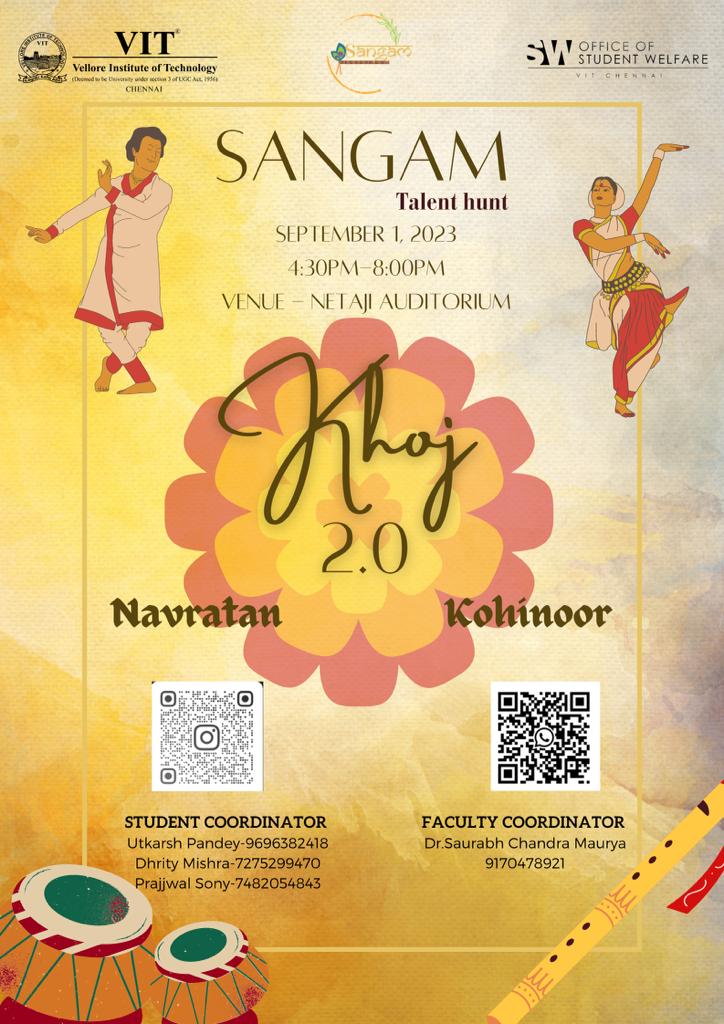 VIT®
Vellore Institute of Technology
(Deemed to be University under section 3 of UGC Act, 1956)
CHENNAI
Sangam
SW OFFICE OF
STUDENT WELFARE
VIT CHENNAI
SANGAM
Talent hunt
SEPTEMBER 1, 2023
4:30PM–8:00PM
VENUE – NETAJI AUDITORIUM
Khoj
2.0
Navratan
Kohinoor
STUDENT COORDINATOR
Utkarsh Pandey-9696382418
Dhrity Mishra-7275299470
Prajjwal Sony-7482054843
FACULTY COORDINATOR
Dr.Saurabh Chandra Maurya
9170478921